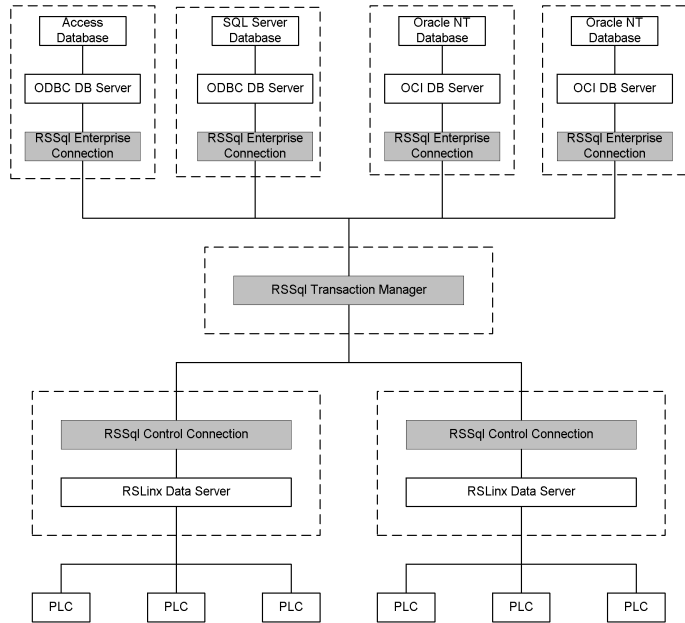 Access
Database
SQL Server
Database
Oracle NT
Database
Oracle NT
Database
ODBC DB Server
ODBC DB Server
OCI DB Server
OCI DB Server
RSSql Enterprise
Connection
RSSql Enterprise
Connection
RSSql Enterprise
Connection
RSSql Enterprise
Connection
RSSql Transaction Manager
RSSql Control Connection
RSSql Control Connection
RSLinx Data Server
RSLinx Data Server
PLC
PLC
PLC
PLC
PLC
PLC